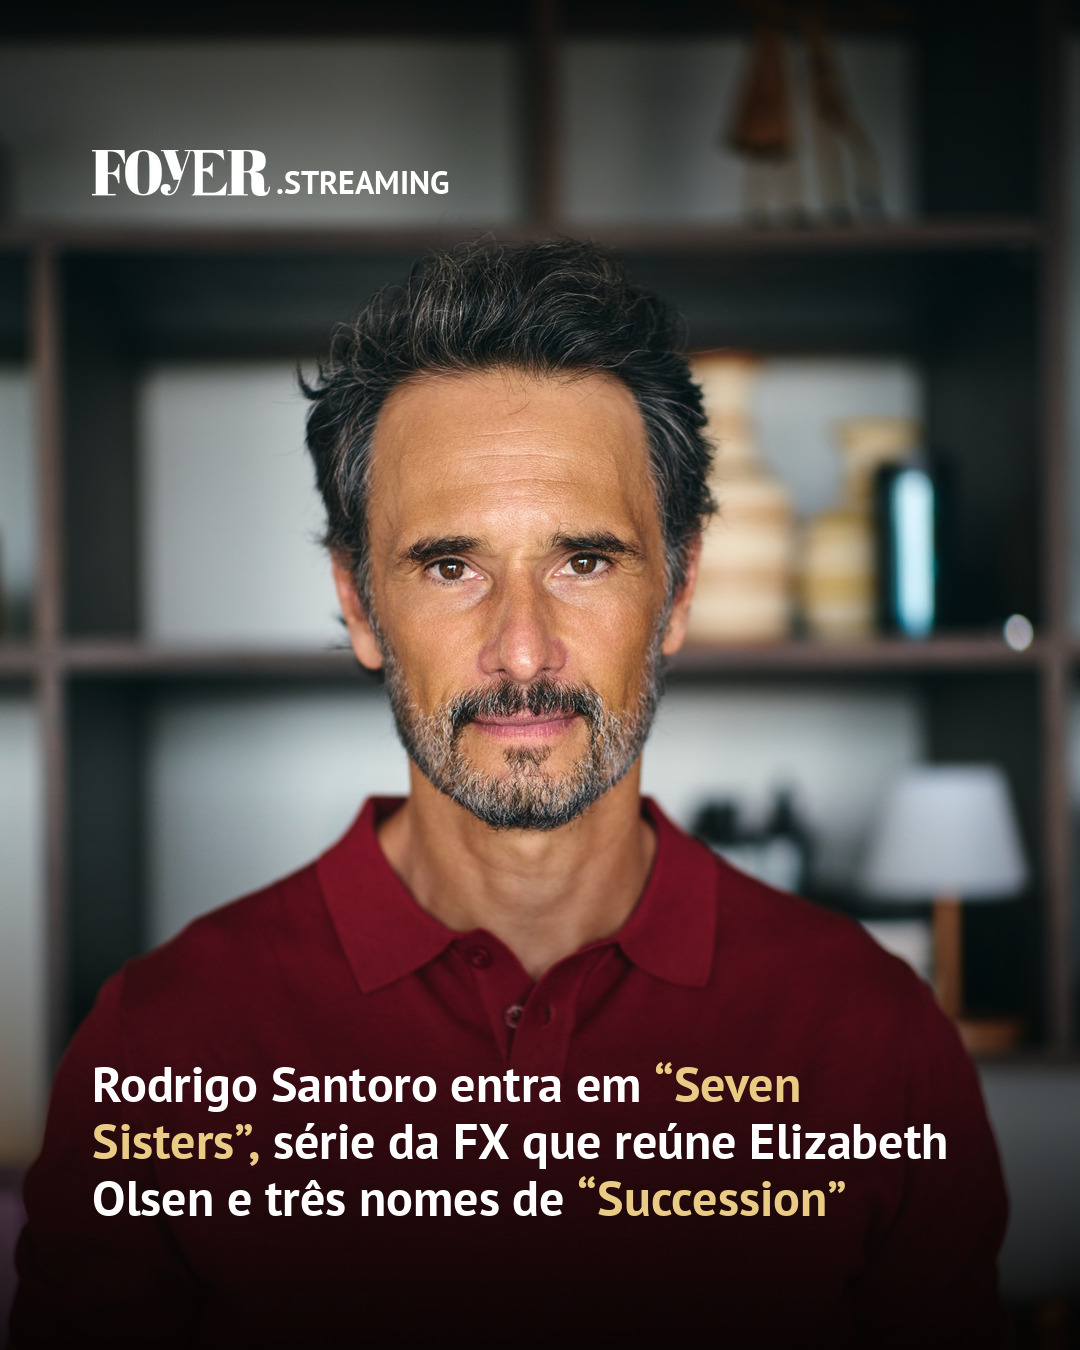 FOYER.STREAMING
Rodrigo Santoro entra em “Seven
Sisters”, série da FX que reúne Elizabeth
Olsen e três nomes de “Succession”